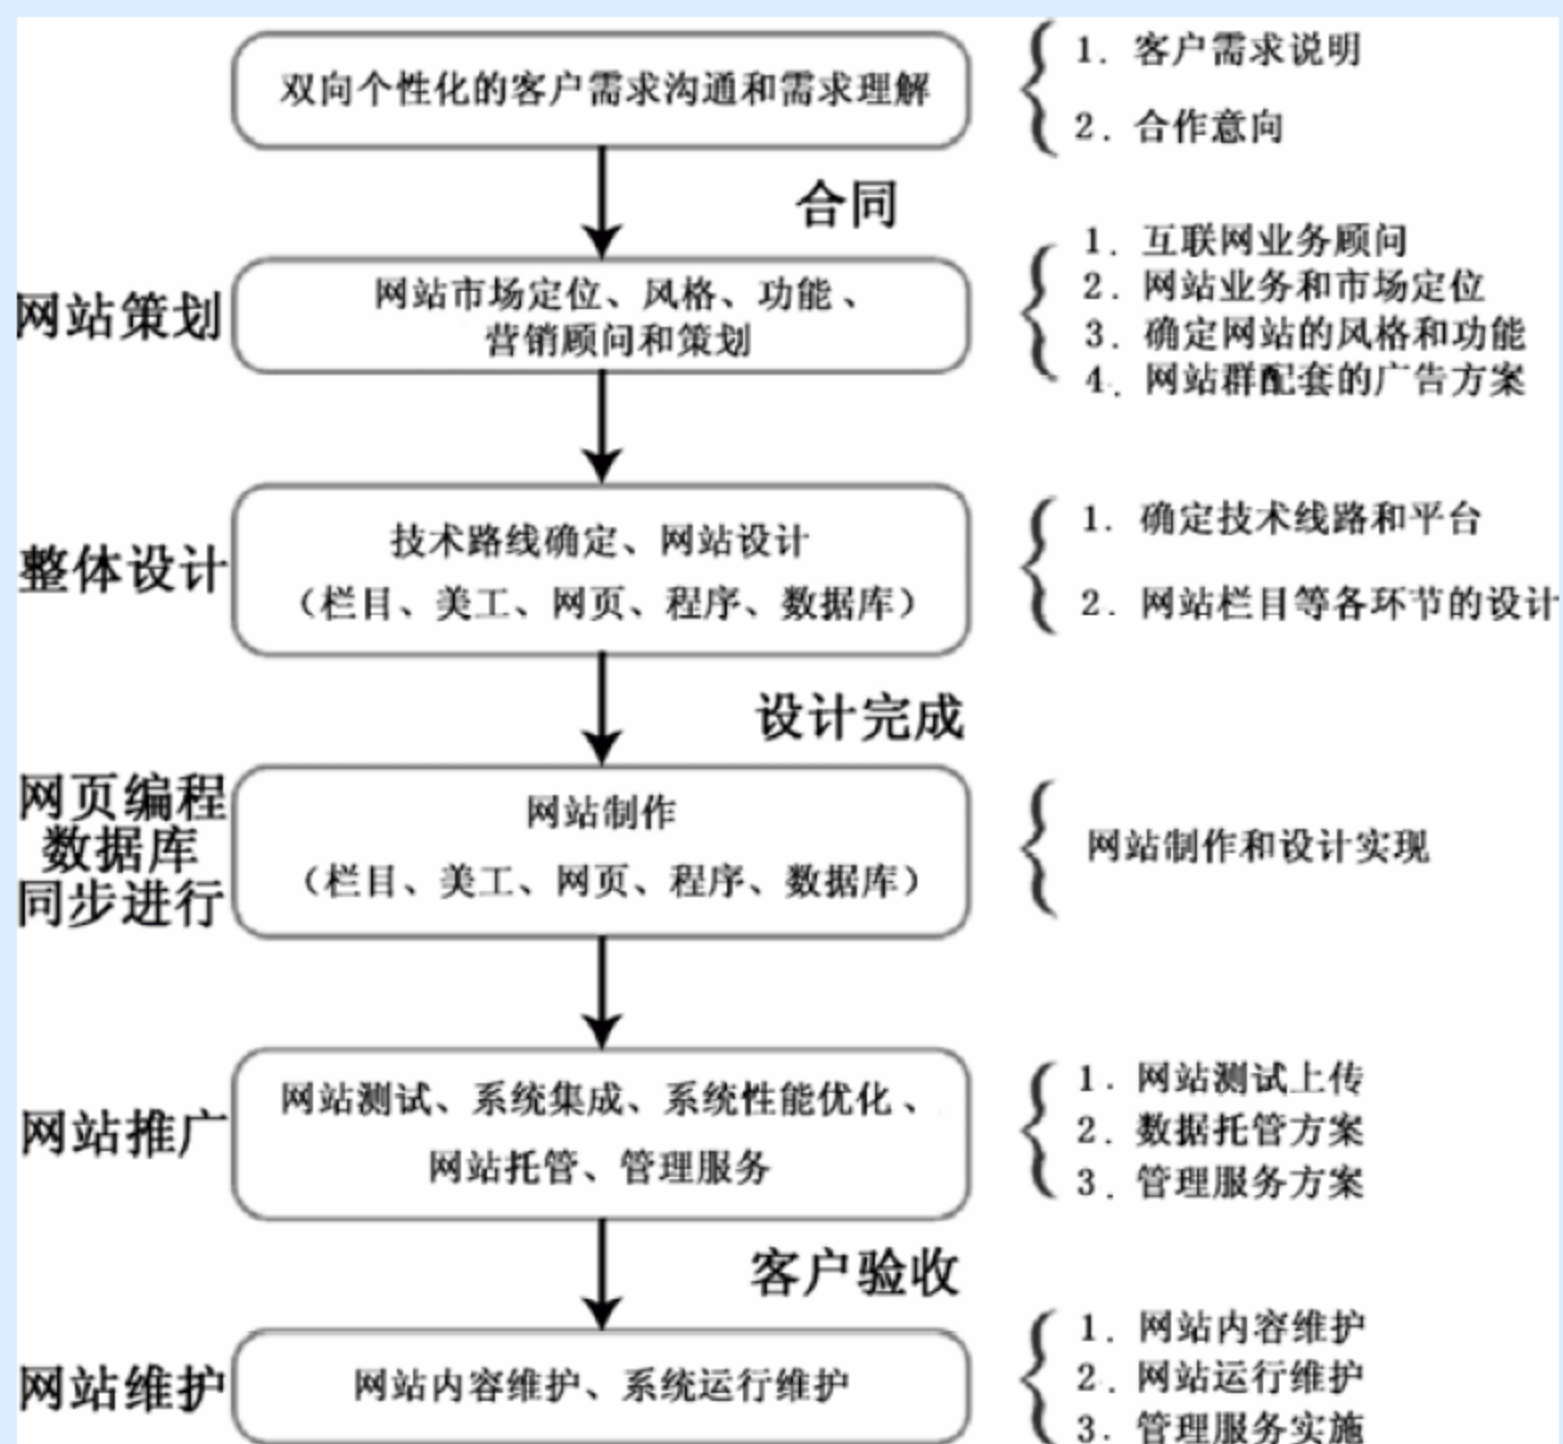 双向个性化的客户需求沟通和需求理解
1. 客户需求说明
2. 合作意向
合同
网站策划
网站市场定位、风格、功能、
营销顾问和策划
1. 互联网业务顾问
2. 网站业务和市场定位
3. 确定网站的风格和功能
4. 网站群配套的广告方案
整体设计
技术路线确定、网站设计
（栏目、美工、网页、程序、数据库）
1. 确定技术线路和平台
2. 网站栏目等各环节的设计
设计完成
网页编程
数据库
同步进行
网站制作
（栏目、美工、网页、程序、数据库）
网站制作和设计实现
网站推广
网站测试、系统集成、系统性能优化、
网站托管、管理服务
1. 网站测试上传
2. 数据托管方案
3. 管理服务方案
客户验收
网站维护
网站内容维护、系统运行维护
1. 网站内容维护
2. 网站运行维护
3. 管理服务实施